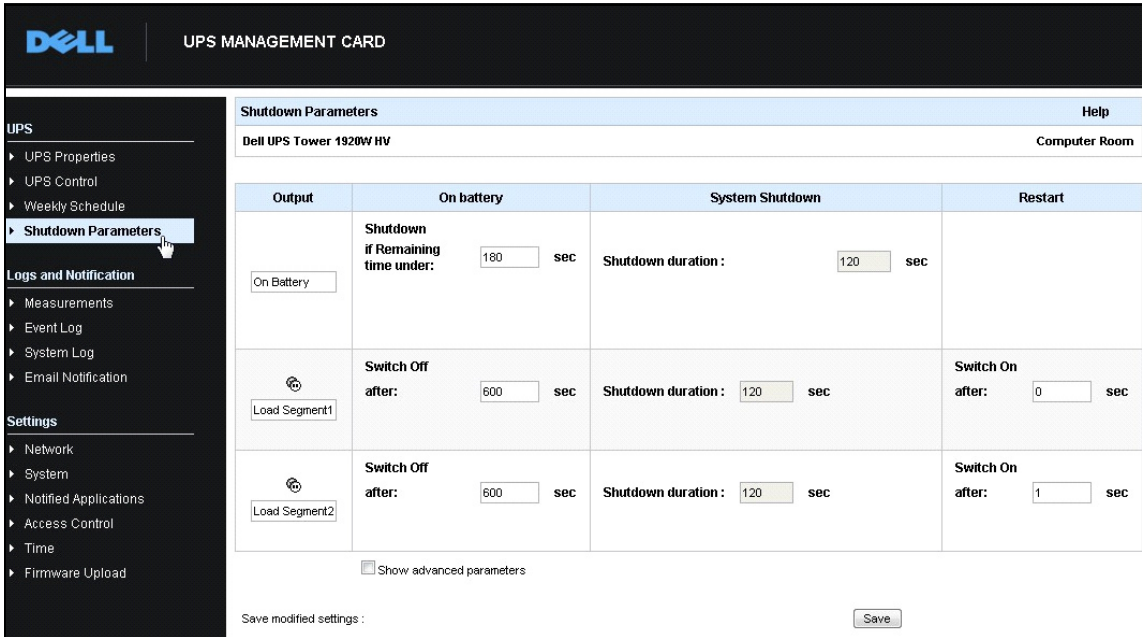 DELL
UPS MANAGEMENT CARD
UPS
UPS Properties
UPS Control
Weekly Schedule
Shutdown Parameters
Logs and Notification
Measurements
Event Log
System Log
Email Notification
Settings
Network
System
Notified Applications
Access Control
Time
Firmware Upload
Shutdown Parameters Help
Dell UPS Tower 1920W HV Computer Room
Output On battery System Shutdown Restart
On Battery
Shutdown
if Remaining
time under: 180 sec
Shutdown duration : 120 sec
Load Segment1
Switch Off
after: 600 sec
Shutdown duration : 120 sec
Switch On
after: 0 sec
Load Segment2
Switch Off
after: 600 sec
Shutdown duration : 120 sec
Switch On
after: 1 sec
Show advanced parameters
Save modified settings : Save